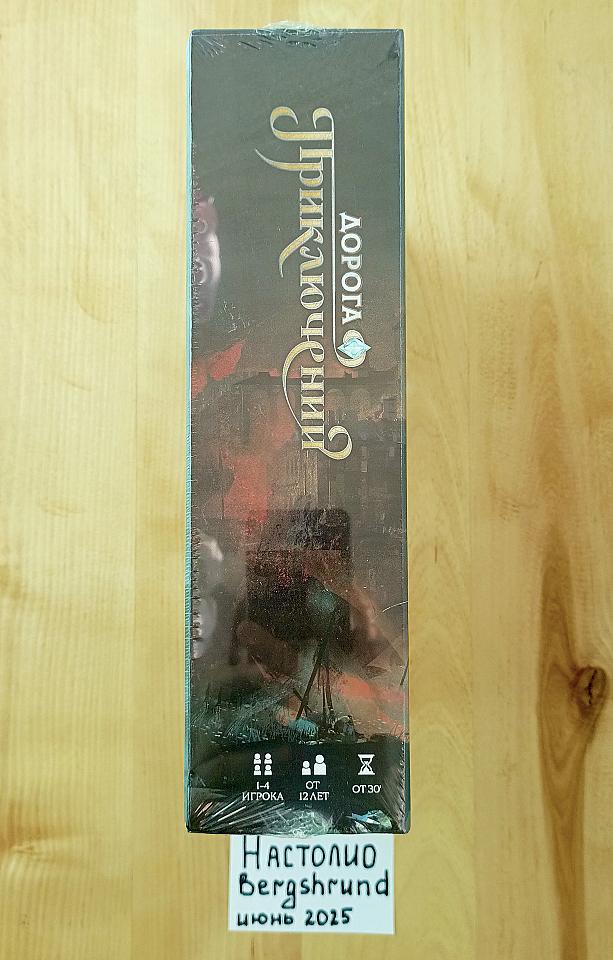 ДОРОГА
Приключений
1-4
ИГРОКА
ОТ
12 ЛЕТ
ОТ 30'
НАСТОЛИО
Bergshrund
июнь 2025